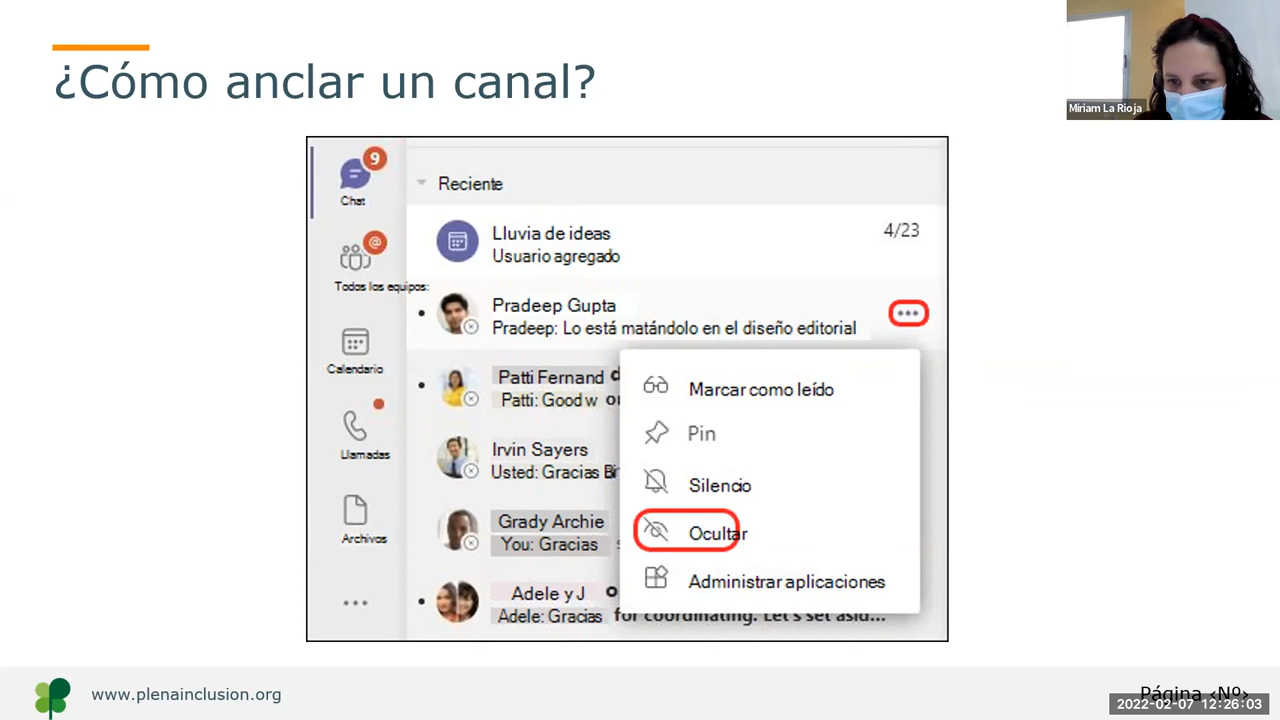 ¿Cómo anclar un canal?
Miriam La Rioja
9
Chat
@
Todos los equipos:
Calendario
Llamadas
Archivos
Reciente
Lluvia de ideas
4/23
Usuario agregado
Pradeep Gupta
Pradeep: Lo está matándolo en el diseño editorial
Patti Fernand
Patti: Good w
Irvin Sayers
Usted: Gracias
Grady Archie
You: Gracias
Adele y J
Adele: Gracias for coordinating. Let's set asid...
Marcar como leído
Pin
Silencio
Ocultar
Administrar aplicaciones
www.plenainclusion.org
Página ‹Nº›
2022-02-07 12:26:03